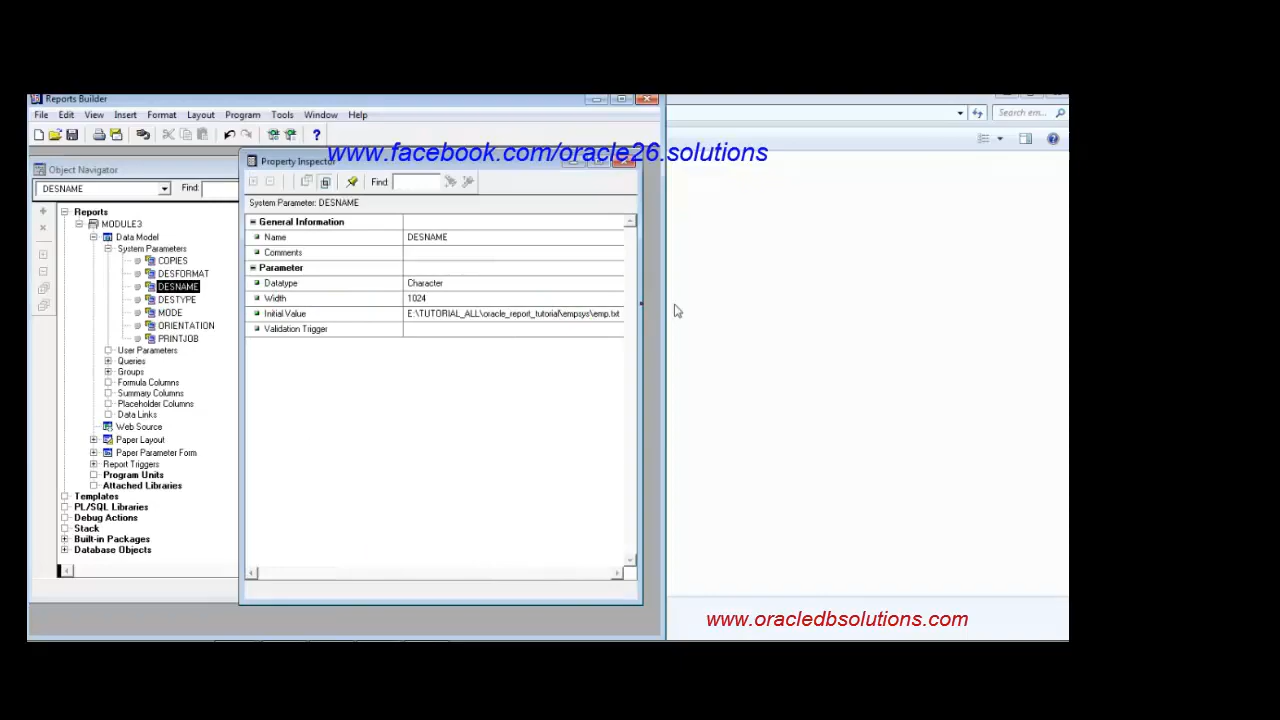 Reports Builder
File Edit View Insert Format Layout Program Tools Window Help
Search em...
www.facebook.com/oracle26.solutions
Object Navigator
DESNAME Find:
Reports
MODULE3
Data Model
System Parameters
COPIES
DESFORMAT
DESNAME
DESTYPE
MODE
ORIENTATION
PRINTJOB
User Parameters
Queries
Groups
Formula Columns
Summary Columns
Placeholder Columns
Data Links
Web Source
Paper Layout
Paper Parameter Form
Report Triggers
Program Units
Attached Libraries
Templates
PL/SQL Libraries
Debug Actions
Stack
Built-in Packages
Database Objects
Property Inspector
Find:
System Parameter: DESNAME
General Information
Name DESNAME
Comments
Parameter
Datatype Character
Width 1024
Initial Value E:\TUTORIAL_ALL\oracle_report_tutorial\empsys\emp.txt
Validation Trigger
www.oracledbsolutions.com